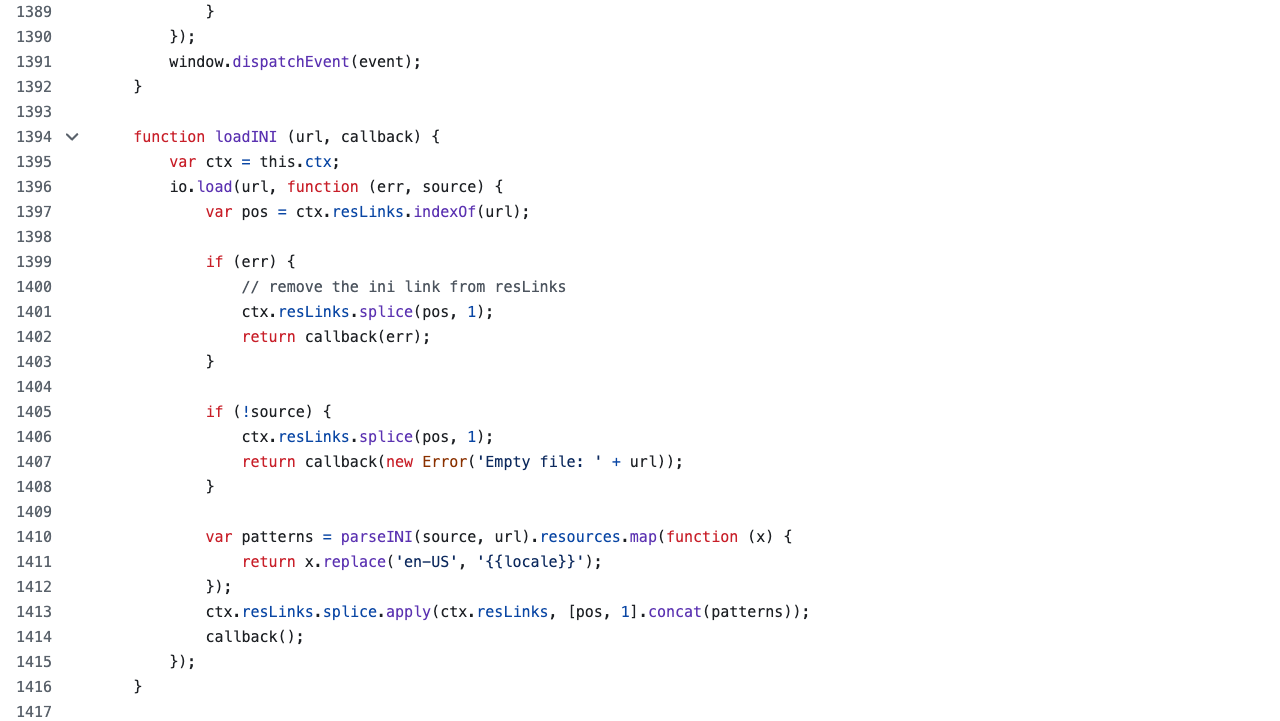 1389                 }
1390             });
1391             window.dispatchEvent(event);
1392         }
1393
1394         function loadINI (url, callback) {
1395             var ctx = this.ctx;
1396             io.load(url, function (err, source) {
1397                 var pos = ctx.resLinks.indexOf(url);
1398
1399                 if (err) {
1400                     // remove the ini link from resLinks
1401                     ctx.resLinks.splice(pos, 1);
1402                     return callback(err);
1403                 }
1404
1405                 if (!source) {
1406                     ctx.resLinks.splice(pos, 1);
1407                     return callback(new Error('Empty file: ' + url));
1408                 }
1409
1410                 var patterns = parseINI(source, url).resources.map(function (x) {
1411                     return x.replace('en-US', '{{locale}}');
1412                 });
1413                 ctx.resLinks.splice.apply(ctx.resLinks, [pos, 1].concat(patterns));
1414                 callback();
1415             });
1416         }
1417